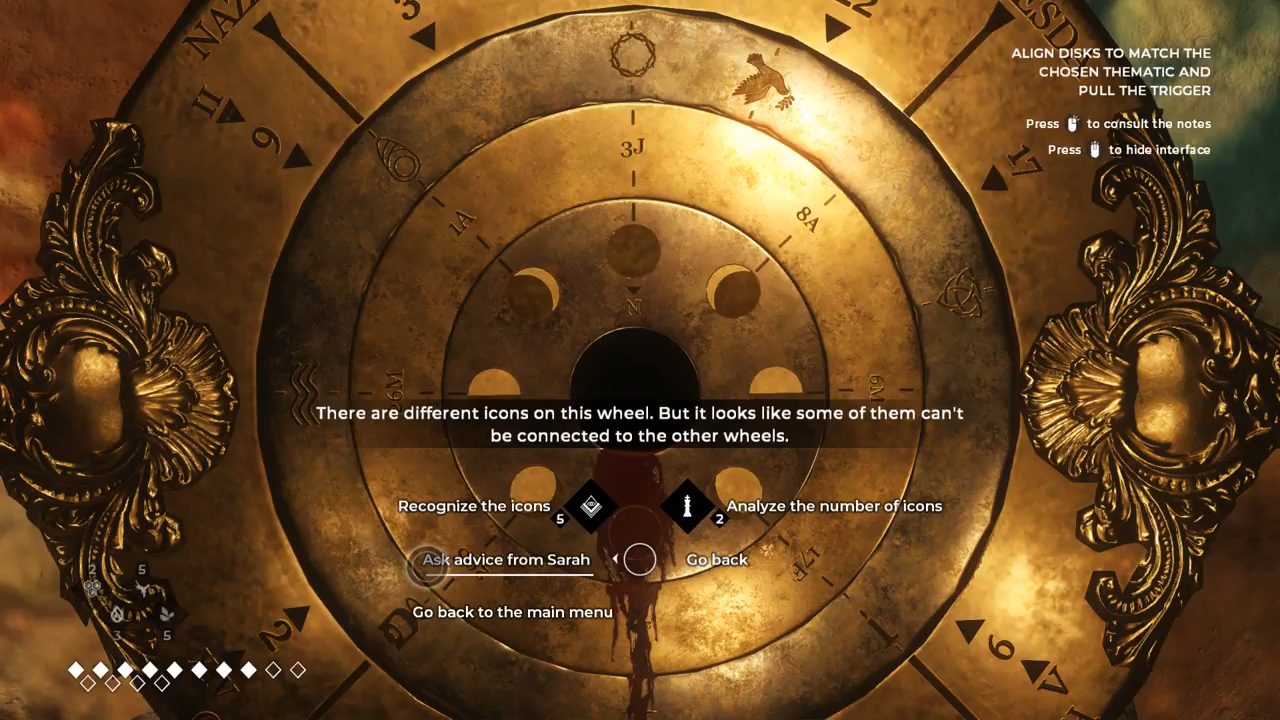 NAZ
3
22
ESDA
ALIGN DISKS TO MATCH THE
CHOSEN THEMATIC AND
PULL THE TRIGGER
Press to consult the notes
Press to hide interface
II
9
17
3J
1A
8A
N
6M
6M
There are different icons on this wheel. But it looks like some of them can't
be connected to the other wheels.
Recognize the icons
5
2
Analyze the number of icons
Ask advice from Sarah
Go back
Go back to the main menu
2
5
3
5
17F
2
9
V